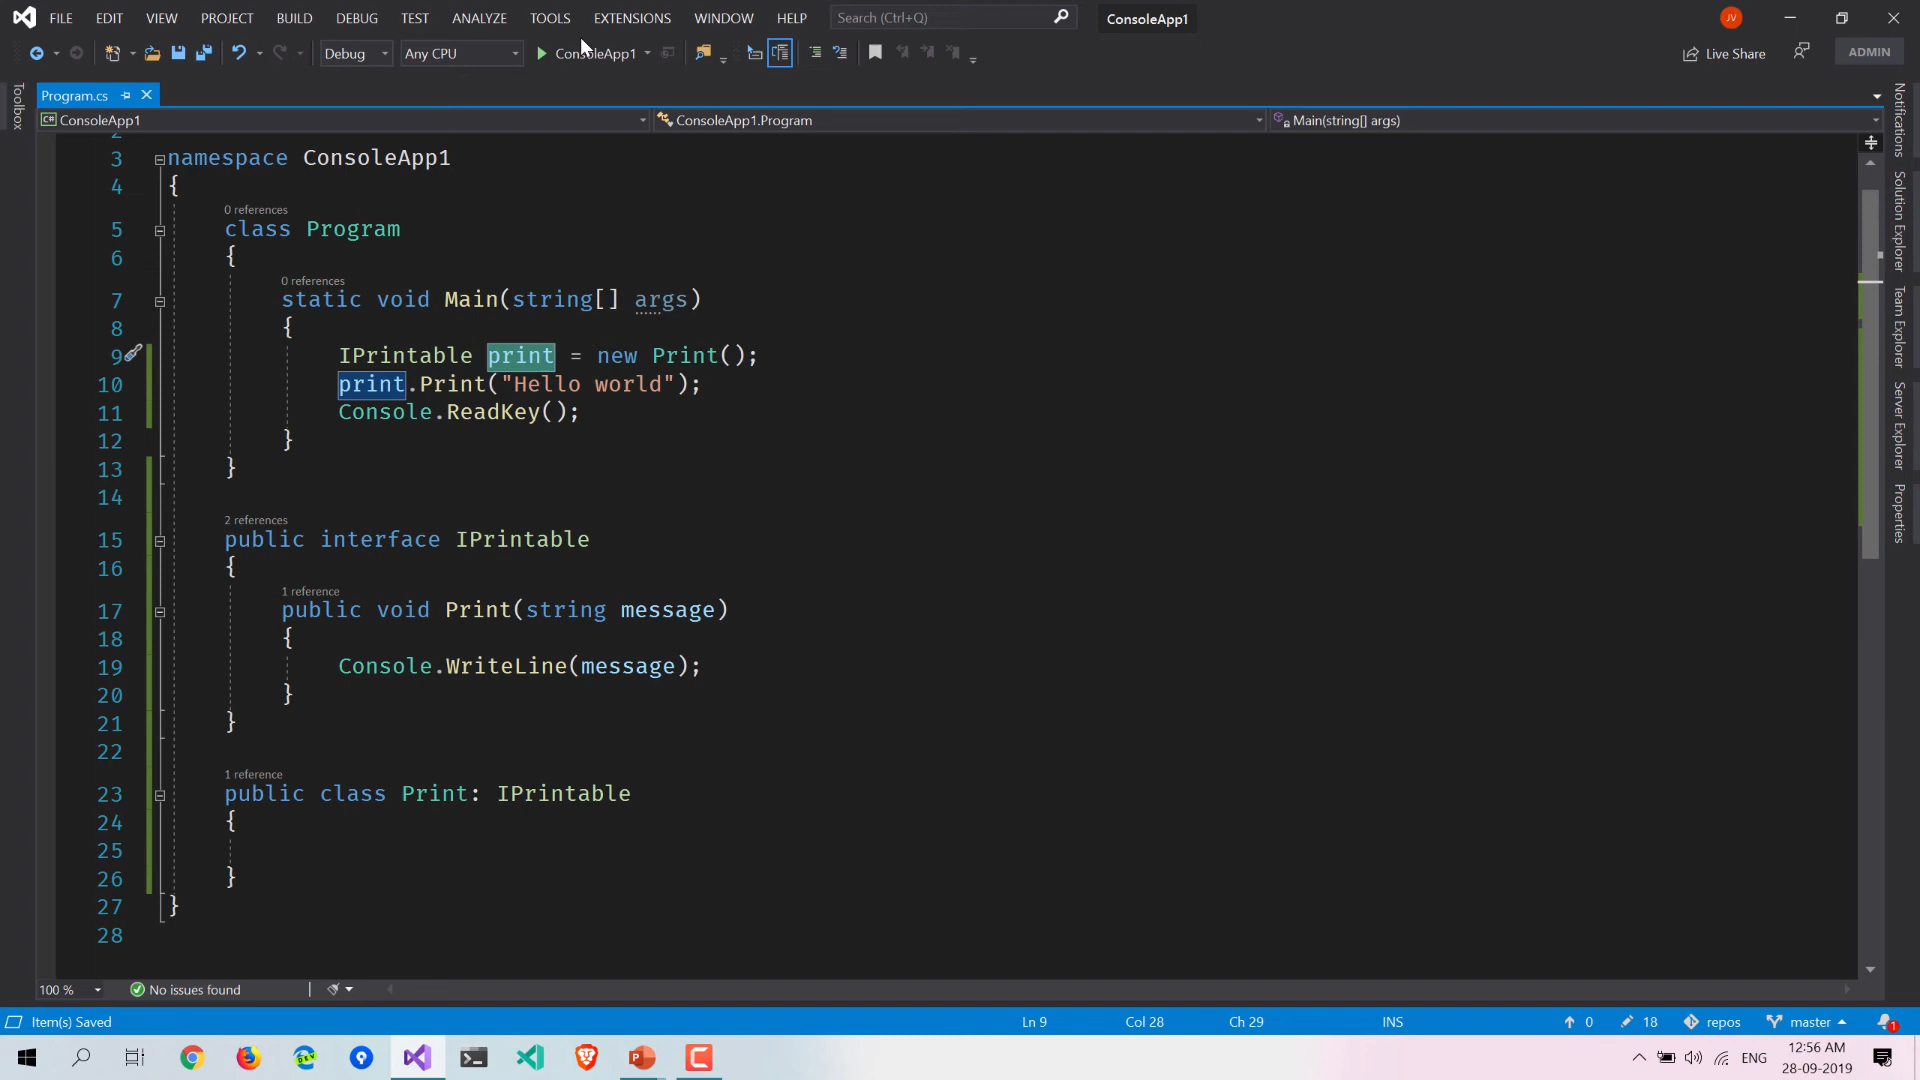 FILE EDIT VIEW PROJECT BUILD DEBUG TEST ANALYZE TOOLS EXTENSIONS WINDOW HELP Search (Ctrl+Q) ConsoleApp1 JV
Debug Any CPU ConsoleApp1 Live Share ADMIN
Program.cs
ConsoleApp1 ConsoleApp1.Program Main(string[] args)
Toolbox
Notifications
Solution Explorer
Team Explorer
Server Explorer
Properties
3 namespace ConsoleApp1
4 {
0 references
5 class Program
6 {
0 references
7 static void Main(string[] args)
8 {
9 IPrintable print = new Print();
10 print.Print("Hello world");
11 Console.ReadKey();
12 }
13 }
14
2 references
15 public interface IPrintable
16 {
1 reference
17 public void Print(string message)
18 {
19 Console.WriteLine(message);
20 }
21 }
22
1 reference
23 public class Print: IPrintable
24 {
25
26 }
27 }
28
100 % No issues found
Item(s) Saved Ln 9 Col 28 Ch 29 INS 0 18 repos master 1
DEV ENG 12:56 AM
28-09-2019